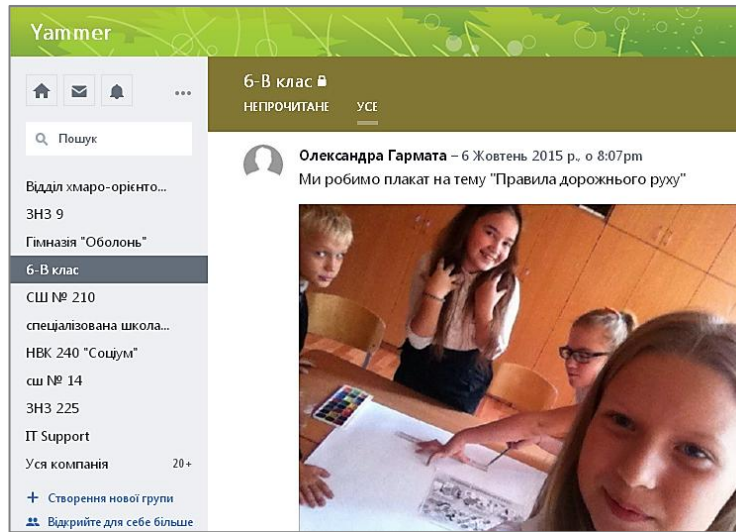 Yammer
Пошук
Відділ хмаро-орієнто...
ЗНЗ 9
Гімназія "Оболонь"
6-В клас
СШ № 210
спеціалізована школа...
НВК 240 "Соціум"
сш № 14
ЗНЗ 225
IT Support
Уся компанія 20+
+ Створення нової групи
Відкрийте для себе більше
6-В клас
НЕПРОЧИТАНЕ УСЕ
Олександра Гармата – 6 Жовтень 2015 р., о 8:07pm
Ми робимо плакат на тему "Правила дорожнього руху"